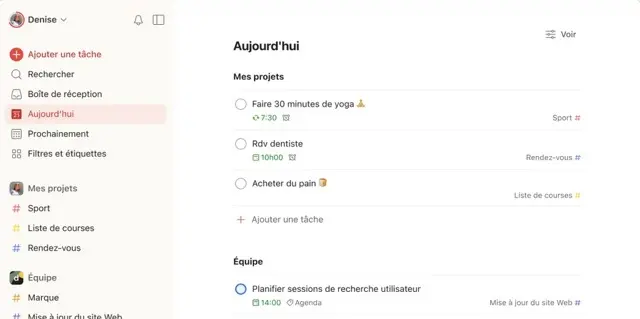 Denise
Ajouter une tâche
Rechercher
Boîte de réception
Aujourd'hui
Prochainement
Filtres et étiquettes
Mes projets
# Sport
# Liste de courses
# Rendez-vous
Équipe
# Marque
# Mise à jour du site Web
Voir
Aujourd'hui
Mes projets
Faire 30 minutes de yoga 🧘
7:30
Sport #
Rdv dentiste
10h00
Rendez-vous #
Acheter du pain 🍞
Liste de courses #
+ Ajouter une tâche
Équipe
Planifier sessions de recherche utilisateur
14:00 Agenda
Mise à jour du site Web #